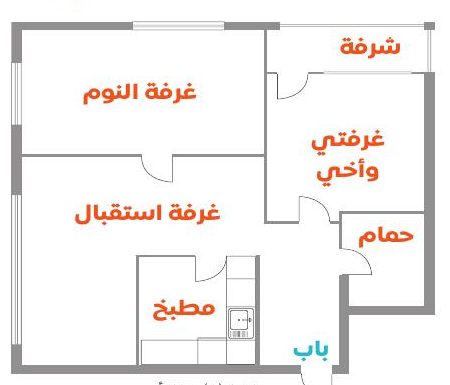 شرفة
غرفة النوم
غرفتي
وأخي
غرفة استقبال
حمام
مطبخ
باب